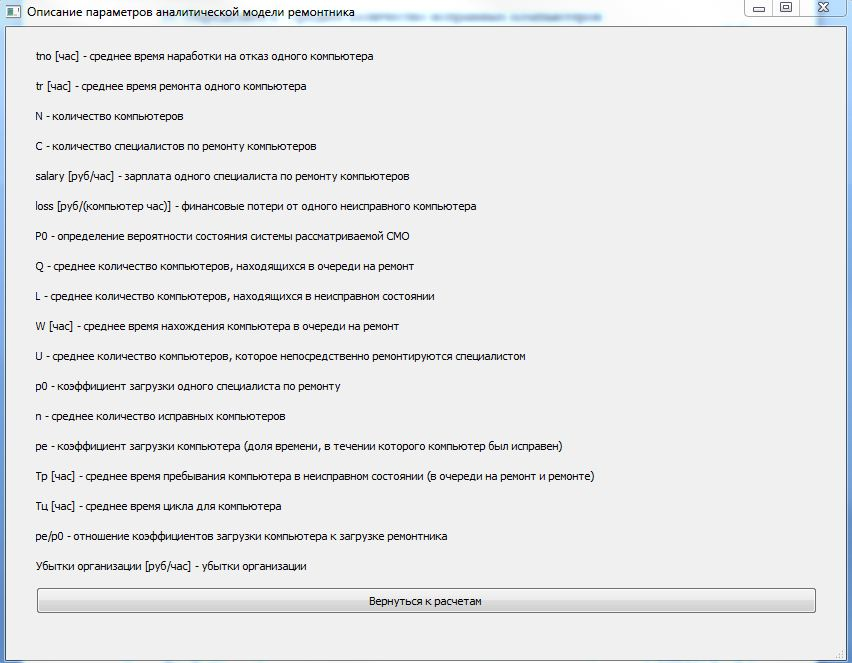 Описание параметров аналитической модели ремонтника
tno [час] - среднее время наработки на отказ одного компьютера
tr [час] - среднее время ремонта одного компьютера
N - количество компьютеров
C - количество специалистов по ремонту компьютеров
salary [руб/час] - зарплата одного специалиста по ремонту компьютеров
loss [руб/(компьютер час)] - финансовые потери от одного неисправного компьютера
P0 - определение вероятности состояния системы рассматриваемой СМО
Q - среднее количество компьютеров, находящихся в очереди на ремонт
L - среднее количество компьютеров, находящихся в неисправном состоянии
W [час] - среднее время нахождения компьютера в очереди на ремонт
U - среднее количество компьютеров, которое непосредственно ремонтируются специалистом
p0 - коэффициент загрузки одного специалиста по ремонту
n - среднее количество исправных компьютеров
pe - коэффициент загрузки компьютера (доля времени, в течении которого компьютер был исправен)
Тр [час] - среднее время пребывания компьютера в неисправном состоянии (в очереди на ремонт и ремонте)
Тц [час] - среднее время цикла для компьютера
pe/p0 - отношение коэффициентов загрузки компьютера к загрузке ремонтника
Убытки организации [руб/час] - убытки организации
Вернуться к расчетам